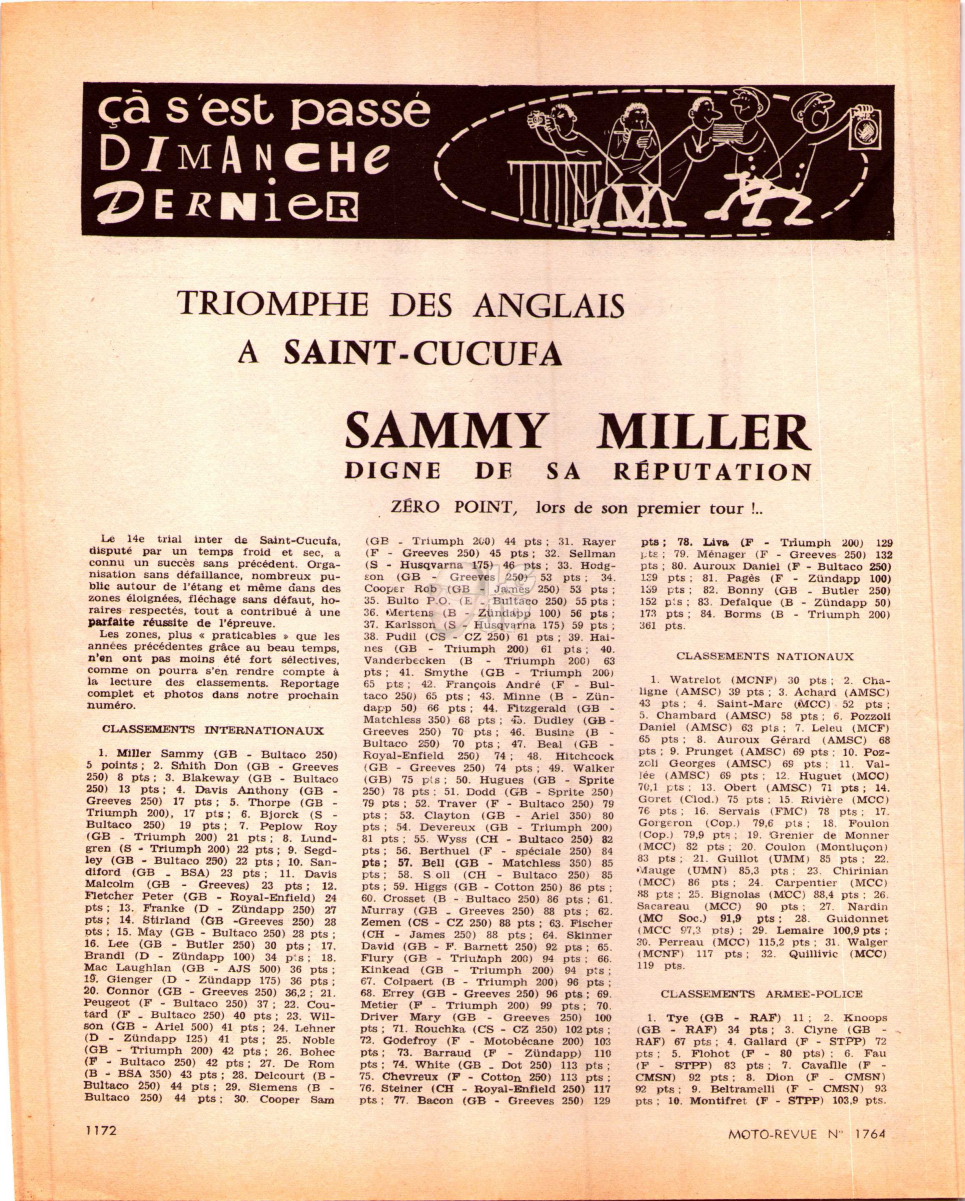 çà s'est passé
DIMANCHE
DERNIER
TRIOMPHE DES ANGLAIS
A SAINT-CUCUFA
SAMMY MILLER
DIGNE DE SA RÉPUTATION
ZÉRO POINT, lors de son premier tour !..
Le 14e trial inter de Saint-Cucufa,
disputé par un temps froid et sec, a
connu un succès sans précédent. Orga-
nisation sans défaillance, nombreux pu-
blic autour de l'étang et même dans des
zones éloignées, fléchage sans défaut, ho-
raires respectés, tout a contribué à une
parfaite réussite de l'épreuve.
Les zones, plus « praticables » que les
années précédentes grâce au beau temps,
n'en ont pas moins été fort sélectives,
comme on pourra s'en rendre compte à
la lecture des classements. Reportage
complet et photos dans notre prochain
numéro.
CLASSEMENTS INTERNATIONAUX
1. Miller Sammy (GB - Bultaco 250)
5 points ; 2. Smith Don (GB - Greeves
250) 8 pts ; 3. Blakeway (GB - Bultaco
250) 13 pts ; 4. Davis Anthony (GB -
Greeves 250) 17 pts ; 5. Thorpe (GB -
Triumph 200), 17 pts ; 6. Bjorck (S -
Bultaco 250) 19 pts ; 7. Peplow Roy
(GB - Triumph 200) 21 pts ; 8. Lund-
gren (S - Triumph 200) 22 pts ; 9. Segd-
ley (GB - Bultaco 250) 22 pts ; 10. San-
diford (GB - BSA) 23 pts ; 11. Davis
Malcolm (GB - Greeves) 23 pts ; 12.
Fletcher Peter (GB - Royal-Enfield) 24
pts ; 13. Franke (D - Zündapp 250) 27
pts ; 14. Stirland (GB -Greeves 250) 28
pts ; 15. May (GB - Bultaco 250) 28 pts ;
16. Lee (GB - Butler 250) 30 pts ; 17.
Brandl (D - Zündapp 100) 34 pts ; 18.
Mac Laughlan (GB - AJS 500) 36 pts ;
19. Gienger (D - Zündapp 175) 36 pts ;
20. Connor (GB - Greeves 250) 36,2 ; 21.
Peugeot (F - Bultaco 250) 37 ; 22. Cou-
tard (F - Bultaco 250) 40 pts ; 23. Wil-
son (GB - Ariel 500) 41 pts ; 24. Lehner
(D - Zündapp 125) 41 pts ; 25. Noble
(GB - Triumph 200) 42 pts ; 26. Bohec
(F - Bultaco 250) 42 pts ; 27. De Rom
(B - BSA 350) 43 pts ; 28. Delcourt (B -
Bultaco 250) 44 pts ; 29. Siemens (B -
Bultaco 250) 44 pts ; 30. Cooper Sam
(GB - Triumph 200) 44 pts ; 31. Rayer
(F - Greeves 250) 45 pts ; 32. Sellman
(S - Husqvarna 175) 46 pts ; 33. Hodg-
son (GB - Greeves 250) 53 pts ; 34.
Cooper Rob (GB - James 250) 53 pts ;
35. Bulto P.O. (E - Bultaco 250) 55 pts ;
36. Mertens (B - Zündapp 100) 56 pts ;
37. Karlsson (S - Husqvarna 175) 59 pts ;
38. Pudil (CS - CZ 250) 61 pts ; 39. Hai-
nes (GB - Triumph 200) 61 pts ; 40.
Vanderbecken (B - Triumph 200) 63
pts ; 41. Smythe (GB - Triumph 200)
65 pts ; 42. François André (F - Bul-
taco 250) 65 pts ; 43. Minne (B - Zün-
dapp 50) 66 pts ; 44. Fitzgerald (GB -
Matchless 350) 68 pts ; 45. Dudley (GB -
Greeves 250) 70 pts ; 46. Busine (B -
Bultaco 250) 70 pts ; 47. Beal (GB -
Royal-Enfield 250) 74 ; 48. Hitchcock
(GB - Greeves 250) 74 pts ; 49. Walker
(GB) 75 pts ; 50. Hugues (GB - Sprite
250) 78 pts ; 51. Dodd (GB - Sprite 250)
79 pts ; 52. Traver (F - Bultaco 250) 79
pts ; 53. Clayton (GB - Ariel 350) 80
pts ; 54. Devereux (GB - Triumph 200)
81 pts ; 55. Wyss (CH - Bultaco 250) 82
pts ; 56. Berthuel (F - spéciale 250) 84
pts ; 57. Bell (GB - Matchless 350) 85
pts ; 58. S oll (CH - Bultaco 250) 85
pts ; 59. Higgs (GB - Cotton 250) 86 pts ;
60. Crosset (B - Bultaco 250) 86 pts ; 61.
Murray (GB - Greeves 250) 88 pts ; 62.
Zemen (CS - CZ 250) 88 pts ; 63. Fischer
(CH - James 250) 88 pts ; 64. Skinner
David (GB - F. Barnett 250) 92 pts ; 65.
Flury (GB - Triumph 200) 94 pts ; 66.
Kinkead (GB - Triumph 200) 94 pts ;
67. Colpaert (B - Triumph 200) 96 pts ;
68. Errey (GB - Greeves 250) 96 pts ; 69.
Metier (F - Triumph 200) 99 pts ; 70.
Driver Mary (GB - Greeves 250) 100
pts ; 71. Rouchka (CS - CZ 250) 102 pts ;
72. Godefroy (F - Motobécane 200) 103
pts ; 73. Barraud (F - Zündapp) 110
pts ; 74. White (GB - Dot 250) 113 pts ;
75. Chevreux (F - Cotton 250) 113 pts ;
76. Steiner (CH - Royal-Enfield 250) 117
pts ; 77. Bacon (GB - Greeves 250) 129
pts ; 78. Liva (F - Triumph 200) 129
pts ; 79. Ménager (F - Greeves 250) 132
pts ; 80. Auroux Daniel (F - Bultaco 250)
139 pts ; 81. Pagès (F - Zündapp 100)
139 pts ; 82. Bonny (GB - Butler 250)
152 pts ; 83. Defalque (B - Zündapp 50)
173 pts ; 84. Borms (B - Triumph 200)
361 pts.
CLASSEMENTS NATIONAUX
1. Watrelot (MCNF) 30 pts ; 2. Cha-
ligne (AMSC) 39 pts ; 3. Achard (AMSC)
43 pts ; 4. Saint-Marc (MCC) 52 pts ;
5. Chambard (AMSC) 58 pts ; 6. Pozzoli
Daniel (AMSC) 63 pts ; 7. Leleu (MCF)
65 pts ; 8. Auroux Gérard (AMSC) 68
pts ; 9. Prunget (AMSC) 69 pts ; 10. Poz-
zoli Georges (AMSC) 69 pts ; 11. Val-
lée (AMSC) 69 pts ; 12. Huguet (MCC)
70,1 pts ; 13. Obert (AMSC) 71 pts ; 14.
Goret (Clod.) 75 pts ; 15. Rivière (MCC)
76 pts ; 16. Servais (FMC) 78 pts ; 17.
Gorgeron (Cop.) 79,6 pts ; 18. Foulon
(Cop.) 79,9 pts ; 19. Grenier de Monner
(MCC) 82 pts ; 20. Coulon (Montluçon)
83 pts ; 21. Guillot (UMM) 85 pts ; 22.
Mauge (UMN) 85,3 pts ; 23. Chirinian
(MCC) 86 pts ; 24. Carpentier (MCC)
88 pts ; 25. Bignolas (MCC) 88,4 pts ; 26.
Sacareau (MCC) 90 pts ; 27. Nardin
(MC Soc.) 91,9 pts ; 28. Guidonnet
(MCC 97,3 pts) ; 29. Lemaire 100,9 pts ;
30. Perreau (MCC) 115,2 pts ; 31. Walger
(MCNF) 117 pts ; 32. Quillivic (MCC)
119 pts.
CLASSEMENTS ARMEE-POLICE
1. Tye (GB - RAF) 11 ; 2. Knoops
(GB - RAF) 34 pts ; 3. Clyne (GB -
RAF) 67 pts ; 4. Gallard (F - STPP) 72
pts ; 5. Flohot (F - 80 pts) ; 6. Fau
(F - STPP) 83 pts ; 7. Cavaille (F -
CMSN) 92 pts ; 8. Dion (F - CMSN)
92 pts ; 9. Beltramelli (F - CMSN) 93
pts ; 10. Montifret (F - STPP) 103,9 pts.
1172
MOTO-REVUE N° 1764